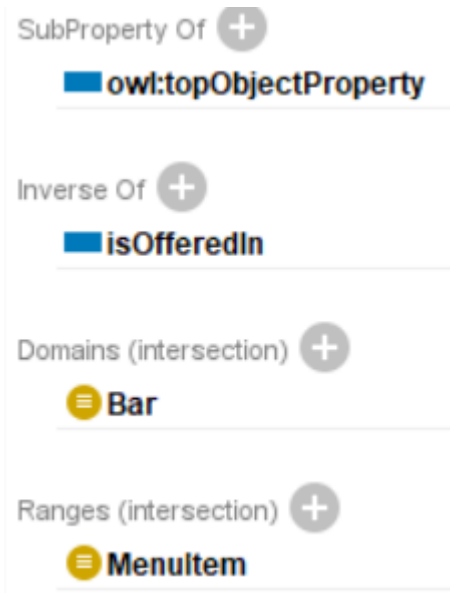 SubProperty Of
owl:topObjectProperty
Inverse Of
isOfferedIn
Domains (intersection)
Bar
Ranges (intersection)
MenuItem